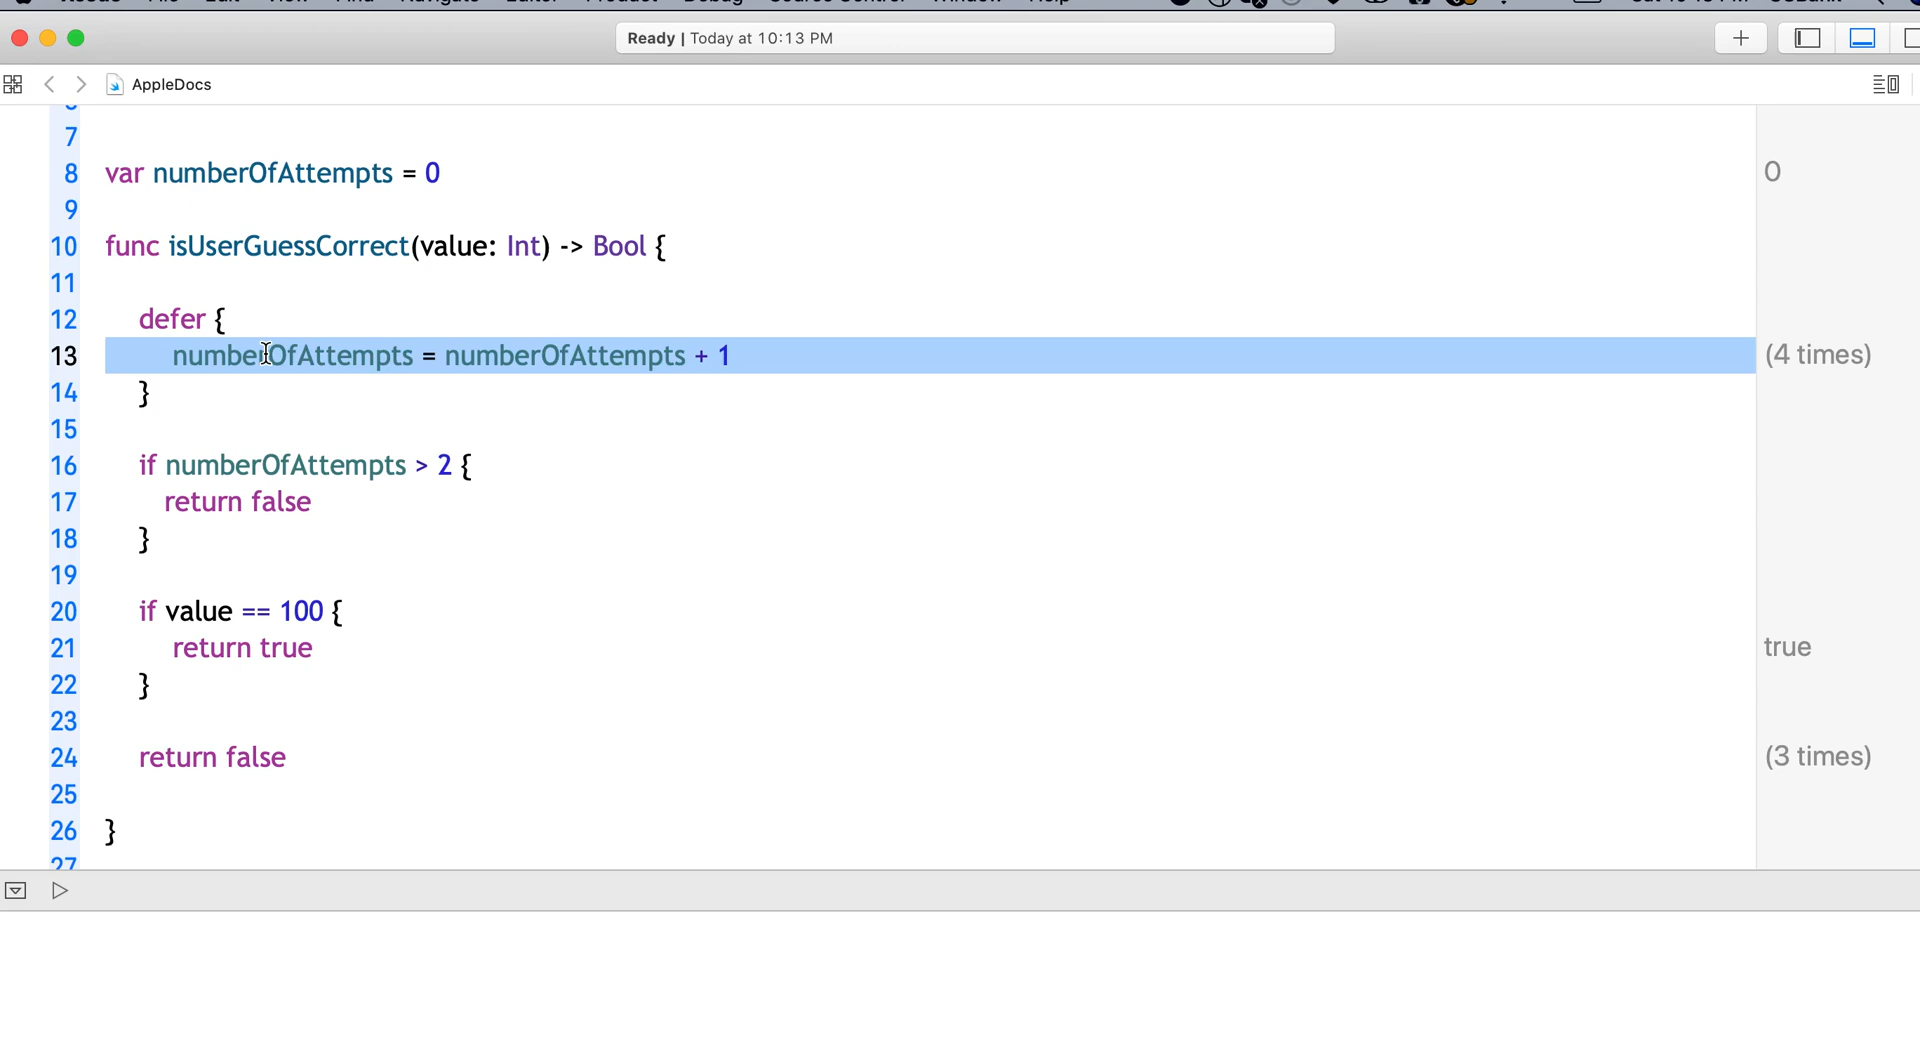 Ready | Today at 10:13 PM
AppleDocs
7
8 var numberOfAttempts = 0 0
9
10 func isUserGuessCorrect(value: Int) -> Bool {
11
12 defer {
13 numberOfAttempts = numberOfAttempts + 1 (4 times)
14 }
15
16 if numberOfAttempts > 2 {
17 return false
18 }
19
20 if value == 100 {
21 return true true
22 }
23
24 return false (3 times)
25
26 }
27